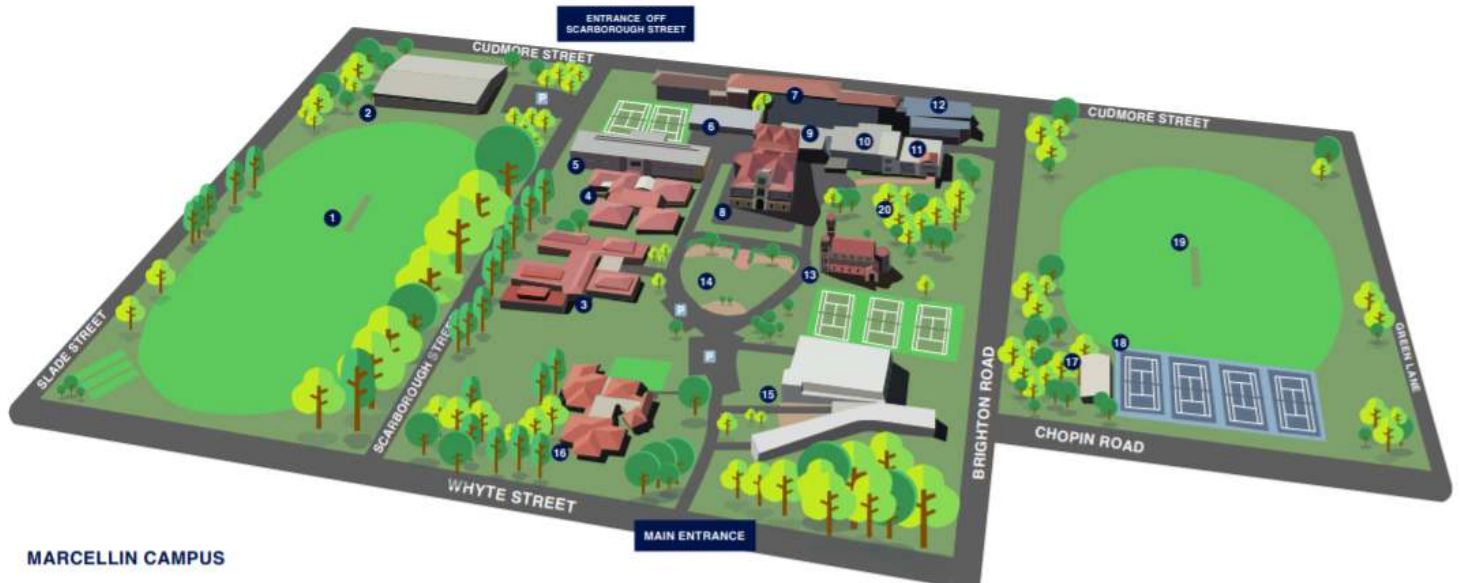 ENTRANCE OFF
SCARBOROUGH STREET
CUDMORE STREET
P
2
7
12
6
9
10
11
CUDMORE STREET
5
4
8
20
1
13
14
19
3
P
P
18
17
15
SLADE STREET
SCARBOROUGH STREET
BRIGHTON ROAD
GREEN LANE
CHOPIN ROAD
16
WHYTE STREET
MAIN ENTRANCE
MARCELLIN CAMPUS